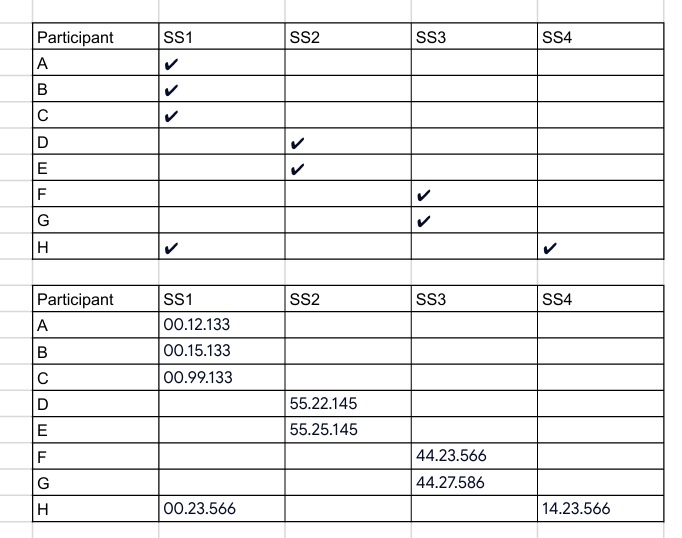 Participant SS1 SS2 SS3 SS4
A ✔
B ✔
C ✔
D ✔
E ✔
F ✔
G ✔
H ✔ ✔
Participant SS1 SS2 SS3 SS4
A 00.12.133
B 00.15.133
C 00.99.133
D 55.22.145
E 55.25.145
F 44.23.566
G 44.27.586
H 00.23.566 14.23.566